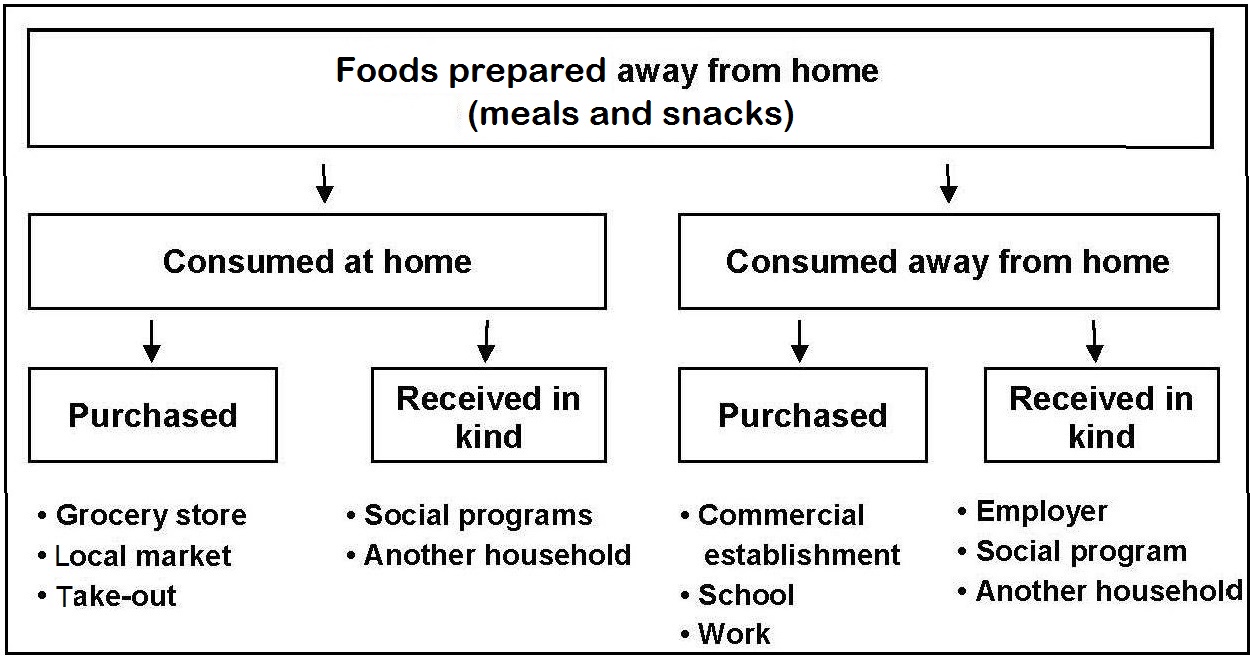 Foods prepared away from home
(meals and snacks)
Consumed at home
Consumed away from home
Purchased
Received in
kind
Purchased
Received in
kind
• Grocery store
• Local market
• Take-out
• Social programs
• Another household
• Commercial
establishment
• School
• Work
• Employer
• Social program
• Another household